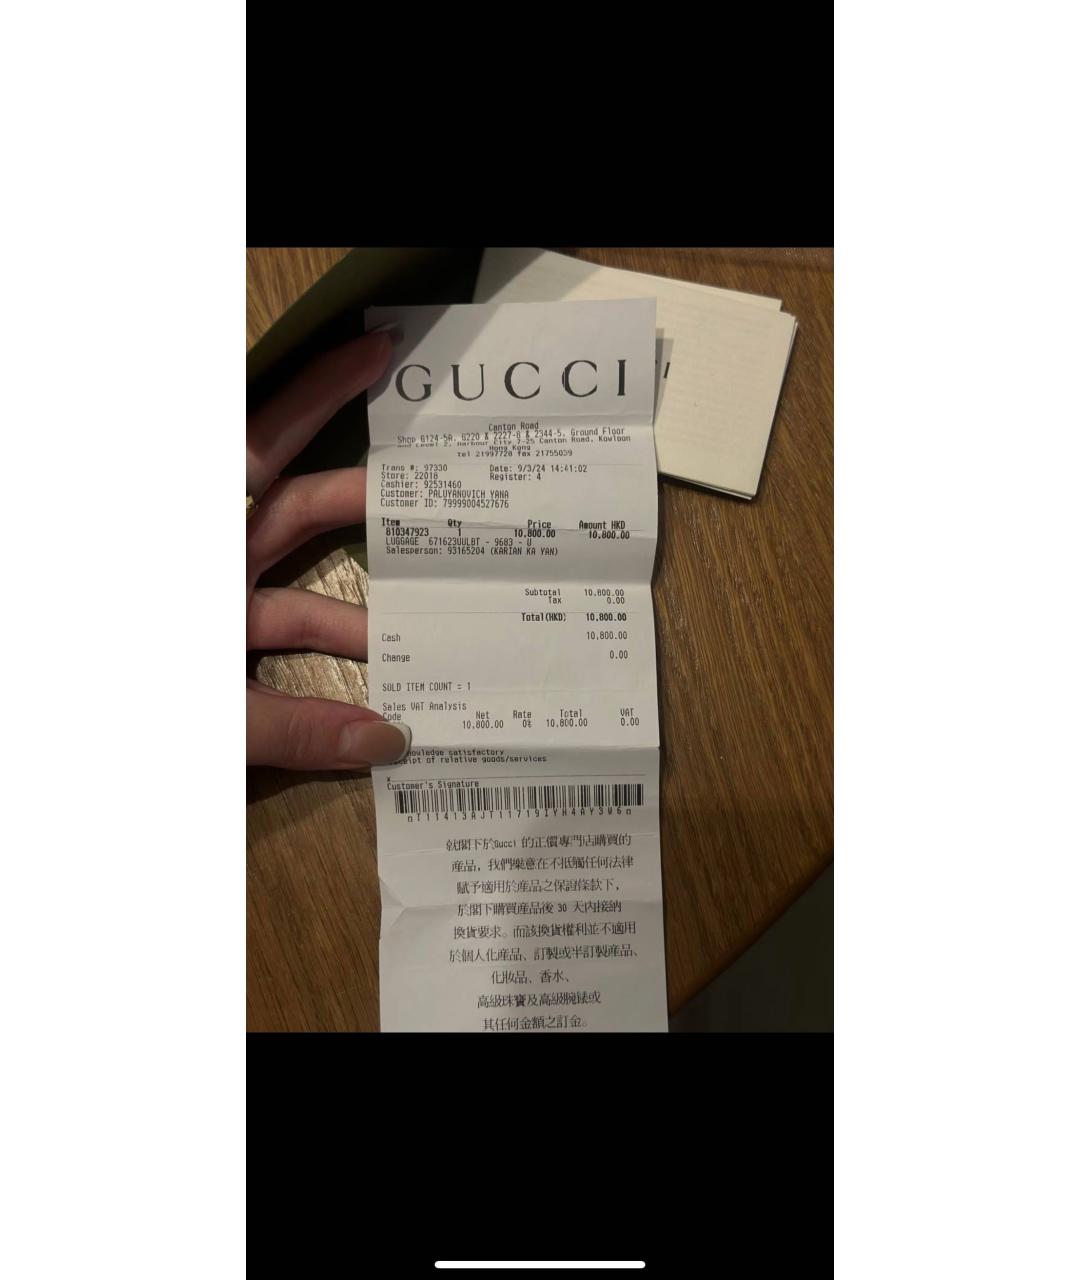 GUCCI
Canton Road
Shop G124-5A, G220 & 2227-8 & 2344-5, Ground Floor
and Level 2, Harbour City 7-25 Canton Road, Kowloon
Hong Kong
tel 21997728 fax 21755039
Trans #: 97330 Date: 9/3/24 14:41:02
Store: 22018 Register: 4
Cashier: 92531460
Customer: PALUYANOVICH YANA
Customer ID: 79999004527676
Item Qty Price Amount HKD
810347923 1 10,800.00 10,800.00
LUGGAGE 671623UULBT - 9683 - U
Salesperson: 93165204 (KARIAN KA YAN)
Subtotal 10,800.00
Tax 0.00
Total(HKD) 10,800.00
Cash 10,800.00
Change 0.00
SOLD ITEM COUNT = 1
Sales VAT Analysis
Code Net Rate Total VAT
10,800.00 0% 10,800.00 0.00
satisfactory
of relative goods/services
x
Customer's Signature
就閣下於Gucci 的正價專門店購買的
產品, 我們樂意在不抵觸任何法律
賦予適用於產品之保證條款下,
於閣下購買產品後 30 天內接納
換貨要求。而該換貨權利並不適用
於個人化產品、訂製或半訂製產品、
化妝品、香水、
高級珠寶及高級腕錶或
其任何金額之訂金。